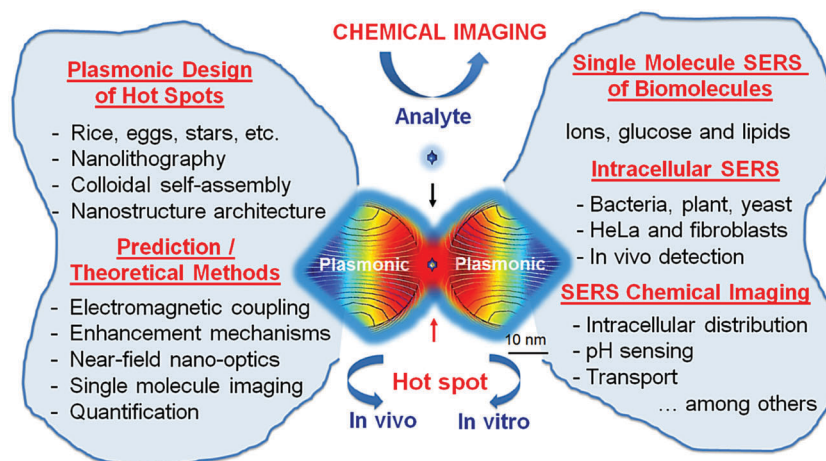 CHEMICAL IMAGING
Analyte
Plasmonic Design
of Hot Spots
- Rice, eggs, stars, etc.
- Nanolithography
- Colloidal self-assembly
- Nanostructure architecture
Prediction /
Theoretical Methods
- Electromagnetic coupling
- Enhancement mechanisms
- Near-field nano-optics
- Single molecule imaging
- Quantification
Plasmonic
Plasmonic
10 nm
Hot spot
In vivo
In vitro
Single Molecule SERS
of Biomolecules
Ions, glucose and lipids
Intracellular SERS
- Bacteria, plant, yeast
- HeLa and fibroblasts
- In vivo detection
SERS Chemical Imaging
- Intracellular distribution
- pH sensing
- Transport
... among others